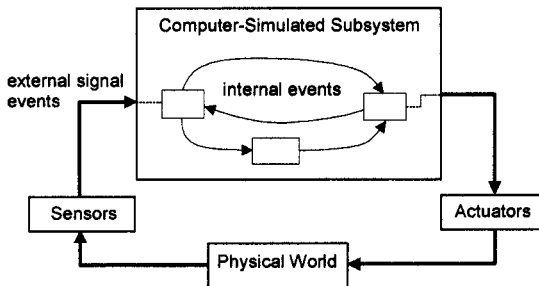 Computer-Simulated Subsystem
external signal
events
internal events
Sensors
Actuators
Physical World